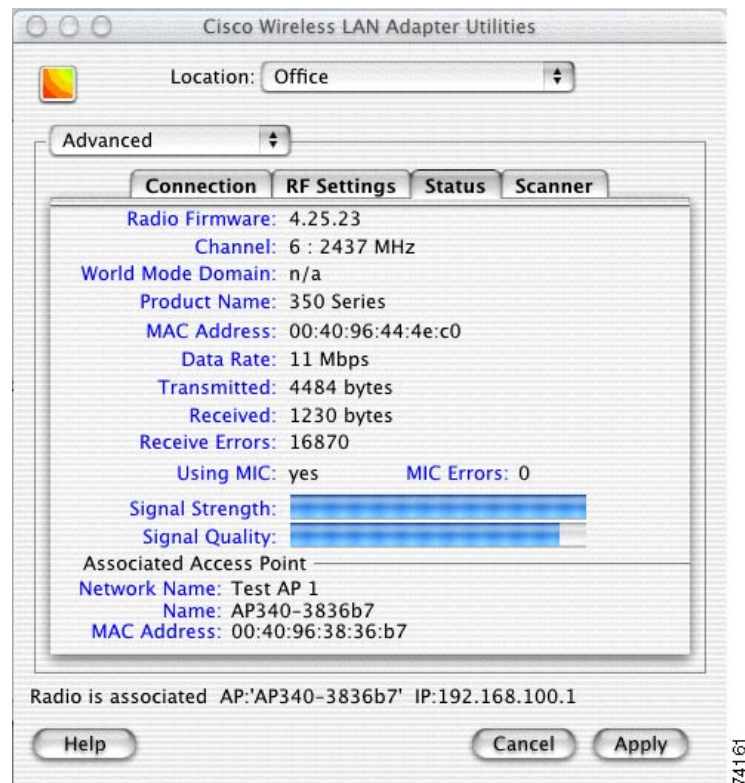 Cisco Wireless LAN Adapter Utilities
Location: Office
Advanced
Connection RF Settings Status Scanner
Radio Firmware: 4.25.23
Channel: 6 : 2437 MHz
World Mode Domain: n/a
Product Name: 350 Series
MAC Address: 00:40:96:44:4e:c0
Data Rate: 11 Mbps
Transmitted: 4484 bytes
Received: 1230 bytes
Receive Errors: 16870
Using MIC: yes MIC Errors: 0
Signal Strength:
Signal Quality:
Associated Access Point
Network Name: Test AP 1
Name: AP340-3836b7
MAC Address: 00:40:96:38:36:b7
Radio is associated AP:'AP340-3836b7' IP:192.168.100.1
Help Cancel Apply
74161